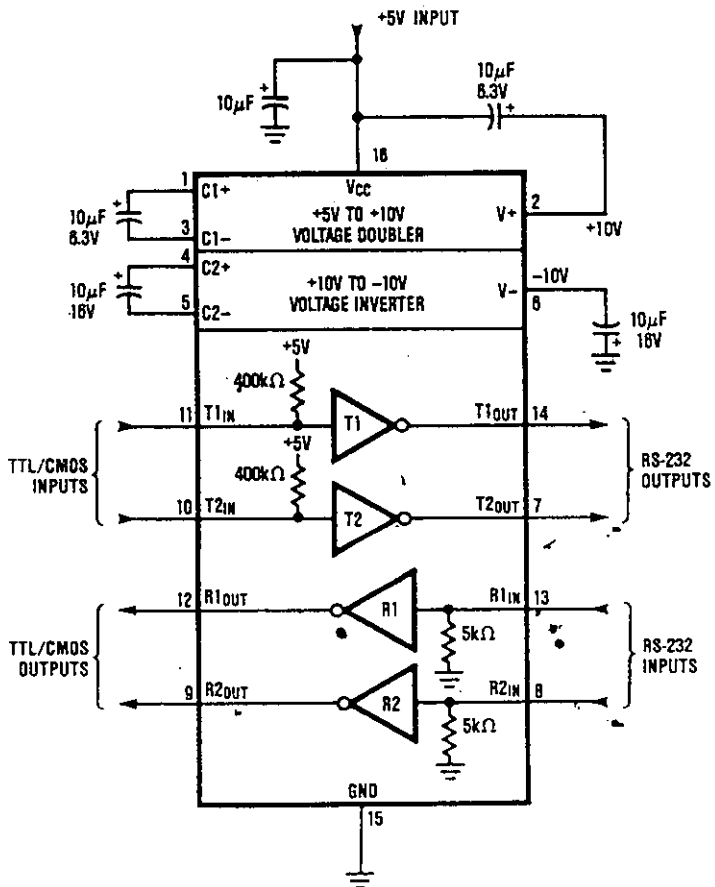 +5V INPUT
10µF
+
10µF
6.3V
+
16
VCC
1
C1+
+
10µF
6.3V
3
C1-
+5V TO +10V
VOLTAGE DOUBLER
V+
2
+10V
4
C2+
+
10µF
16V
5
C2-
+10V TO -10V
VOLTAGE INVERTER
V-
-10V
6
10µF
16V
+
+5V
400kΩ
11
T1IN
T1
T1OUT
14
+5V
400kΩ
TTL/CMOS
INPUTS
RS-232
OUTPUTS
10
T2IN
T2
T2OUT
7
12
R1OUT
R1
R1IN
13
5kΩ
TTL/CMOS
OUTPUTS
RS-232
INPUTS
9
R2OUT
R2
R2IN
8
5kΩ
GND
15